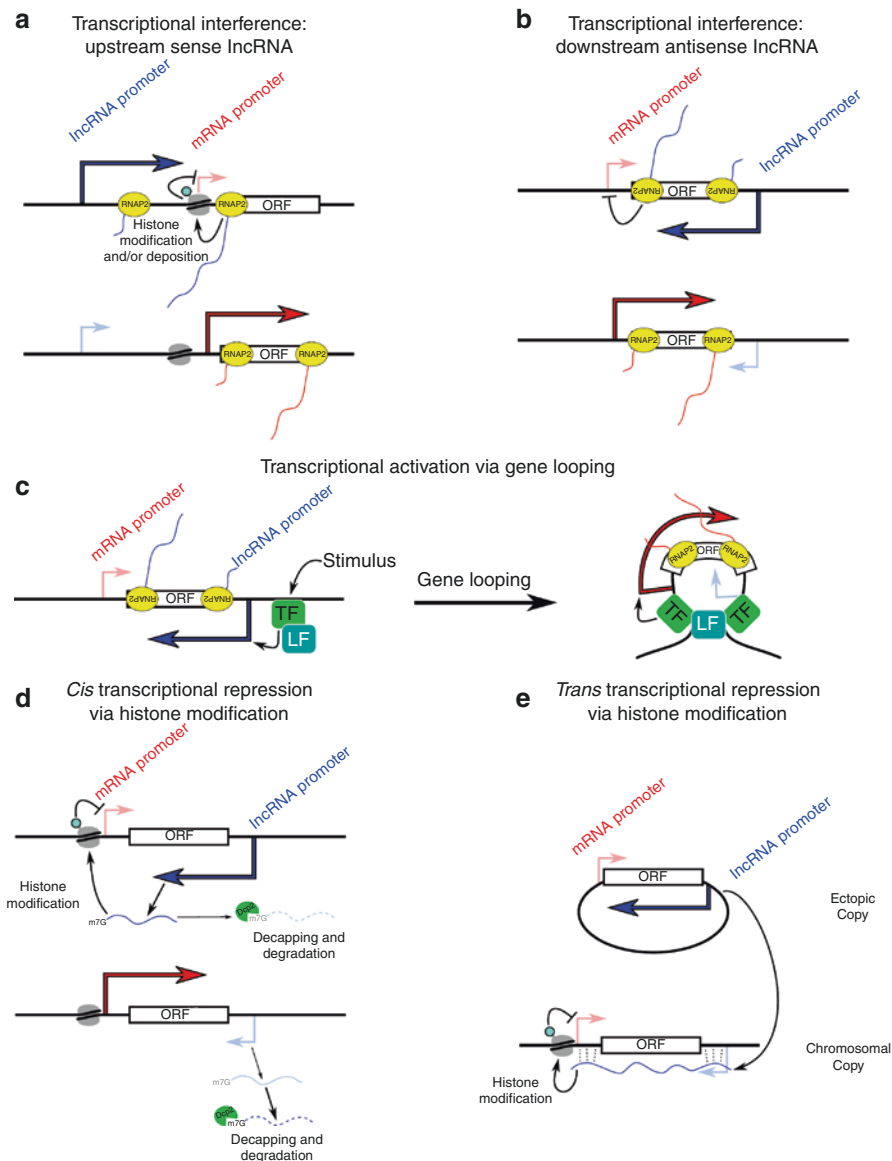 a
Transcriptional interference:
upstream sense lncRNA
lncRNA promoter
mRNA promoter
RNAP2
RNAP2
ORF
Histone
modification
and/or deposition
RNAP2
ORF
RNAP2
b
Transcriptional interference:
downstream antisense lncRNA
mRNA promoter
lncRNA promoter
RNAP2
ORF
RNAP2
RNAP2
ORF
RNAP2
Transcriptional activation via gene looping
c
mRNA promoter
lncRNA promoter
RNAP2
ORF
RNAP2
Stimulus
TF
LF
Gene looping
RNAP2
ORF
RNAP2
TF
LF
TF
d
Cis transcriptional repression
via histone modification
mRNA promoter
lncRNA promoter
ORF
Histone
modification
m7G
Dcp2
m7G
Decapping and
degradation
ORF
m7G
Dcp2
m7G
Decapping and
degradation
e
Trans transcriptional repression
via histone modification
mRNA promoter
lncRNA promoter
ORF
Ectopic
Copy
ORF
Chromosomal
Copy
Histone
modification